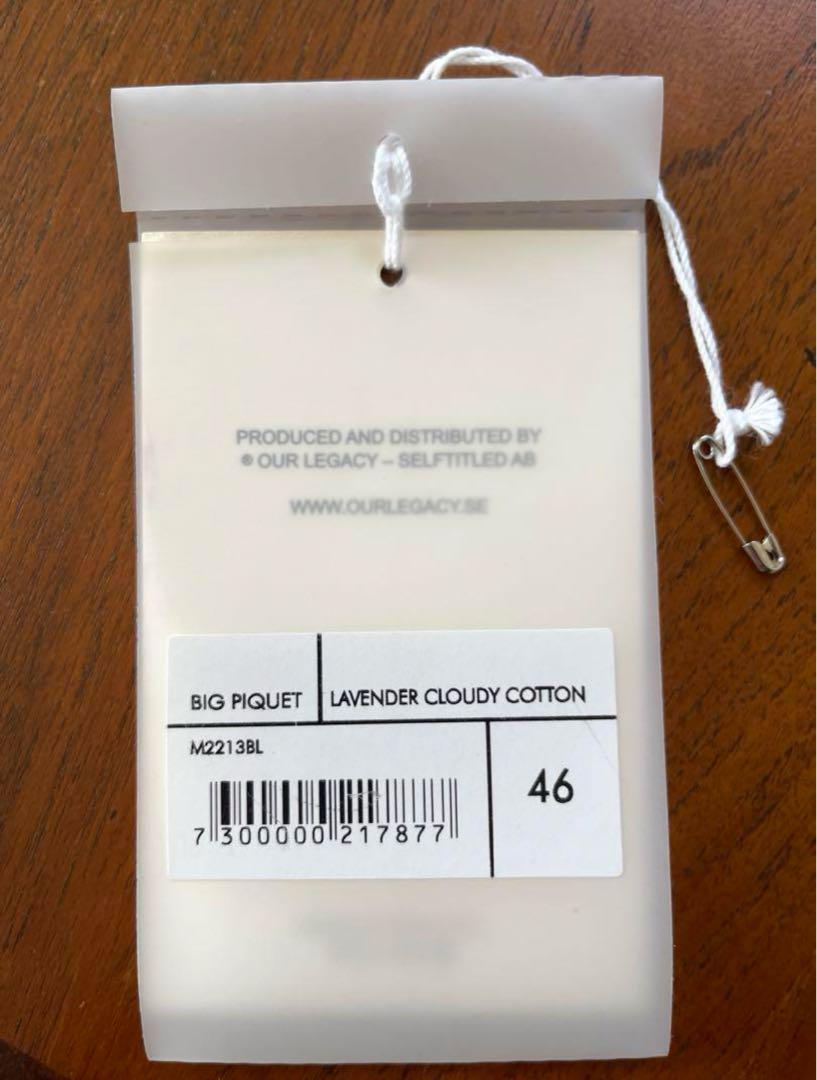 PRODUCED AND DISTRIBUTED BY
® OUR LEGACY – SELFTITLED AB
WWW.OURLEGACY.SE
BIG PIQUET
LAVENDER CLOUDY COTTON
M2213BL
46
7 300000 217877